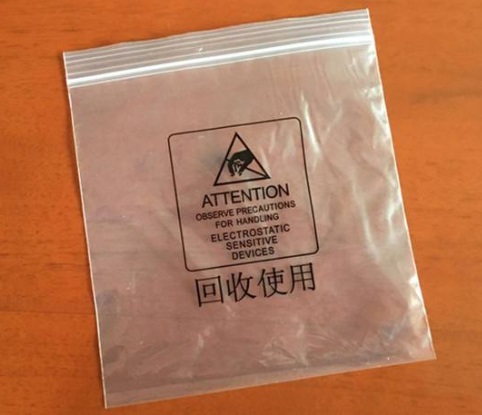 ATTENTION
OBSERVE PRECAUTIONS
FOR HANDLING
ELECTROSTATIC
SENSITIVE
DEVICES
回收使用